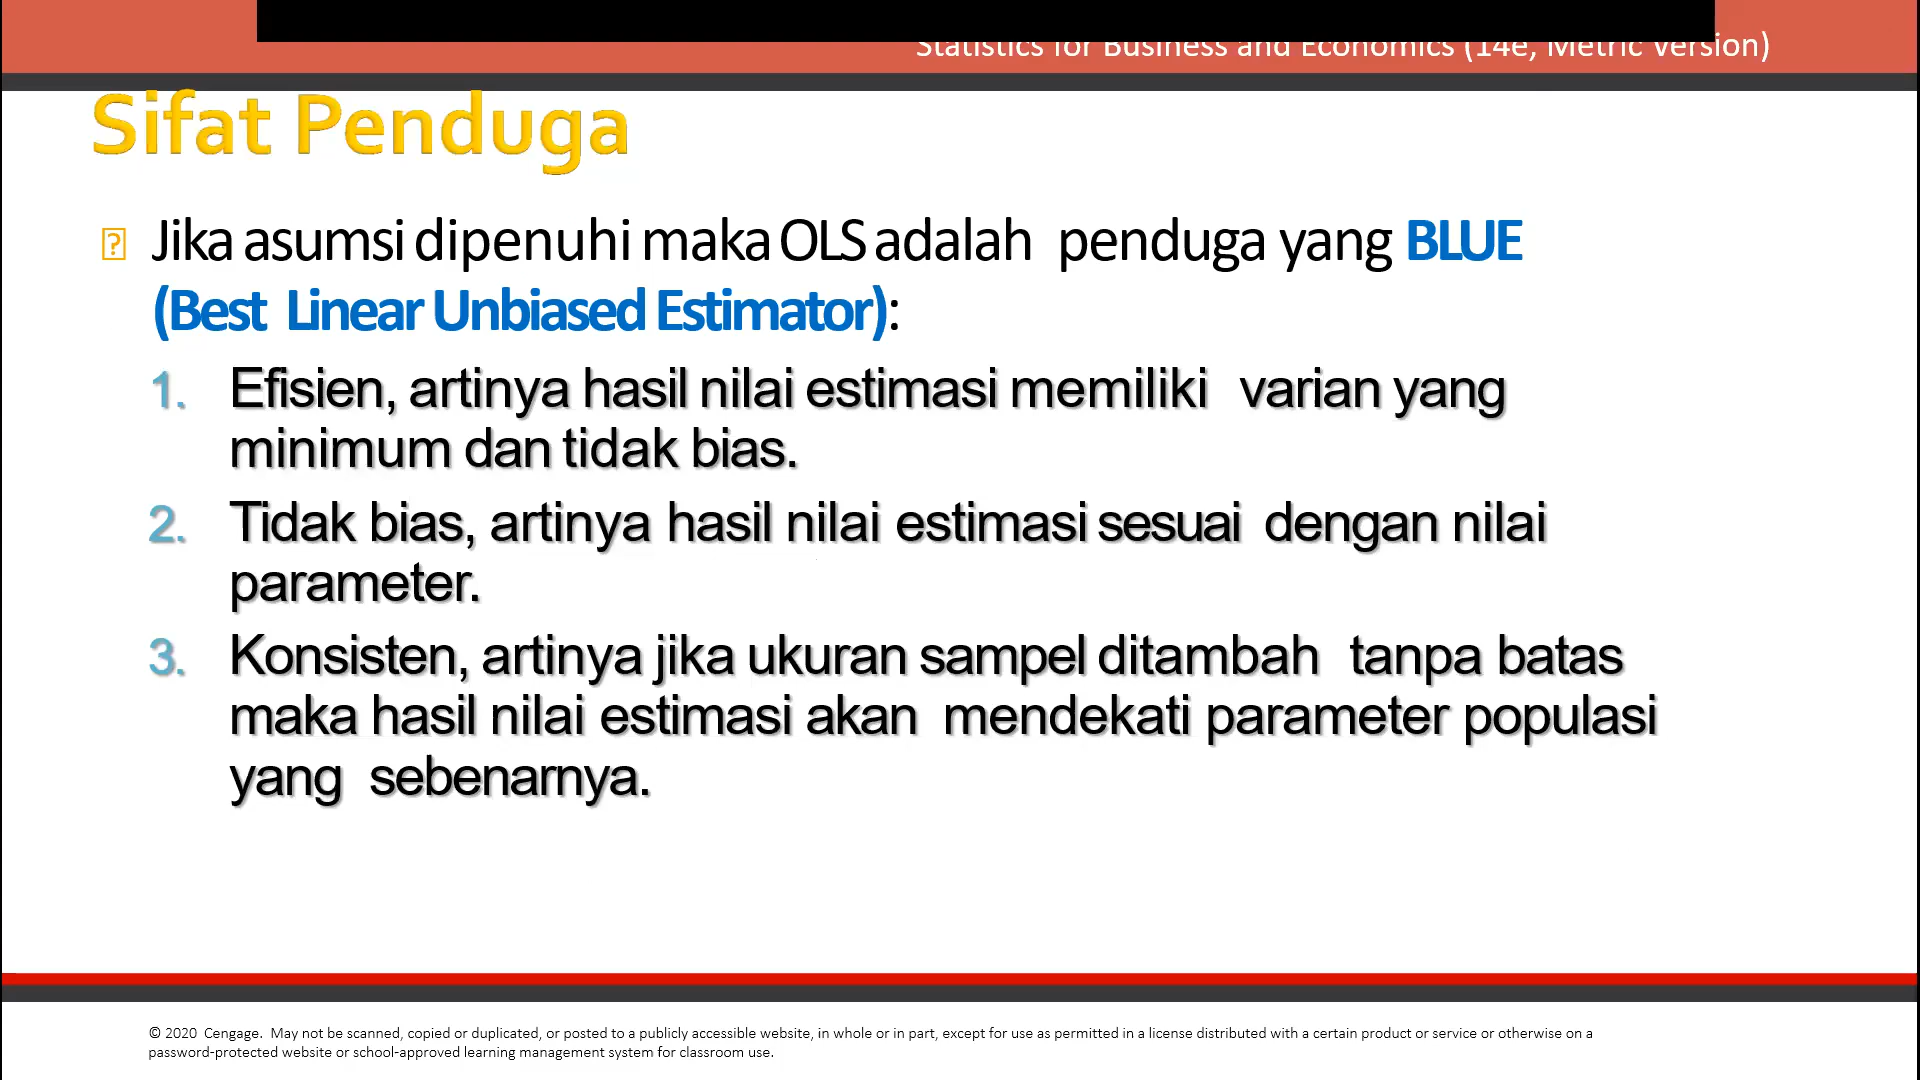 Statistics for Business and Economics (14e, Metric Version)
Sifat Penduga
Jika asumsi dipenuhi maka OLS adalah penduga yang BLUE
(Best Linear Unbiased Estimator):
1. Efisien, artinya hasil nilai estimasi memiliki varian yang
minimum dan tidak bias.
2. Tidak bias, artinya hasil nilai estimasi sesuai dengan nilai
parameter.
3. Konsisten, artinya jika ukuran sampel ditambah tanpa batas
maka hasil nilai estimasi akan mendekati parameter populasi
yang sebenarnya.
© 2020 Cengage. May not be scanned, copied or duplicated, or posted to a publicly accessible website, in whole or in part, except for use as permitted in a license distributed with a certain product or service or otherwise on a
password-protected website or school-approved learning management system for classroom use.